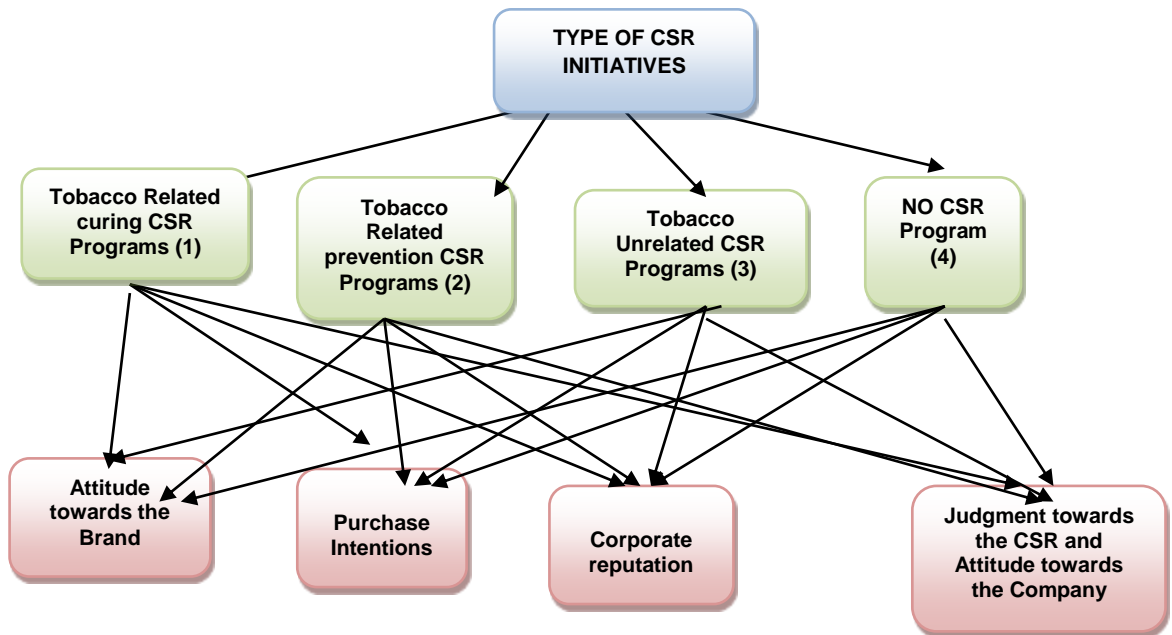 TYPE OF CSR
INITIATIVES
Tobacco Related
curing CSR
Programs (1)
Tobacco
Related
prevention CSR
Programs (2)
Tobacco
Unrelated CSR
Programs (3)
NO CSR
Program
(4)
Attitude
towards the
Brand
Purchase
Intentions
Corporate
reputation
Judgment towards
the CSR and
Attitude towards
the Company